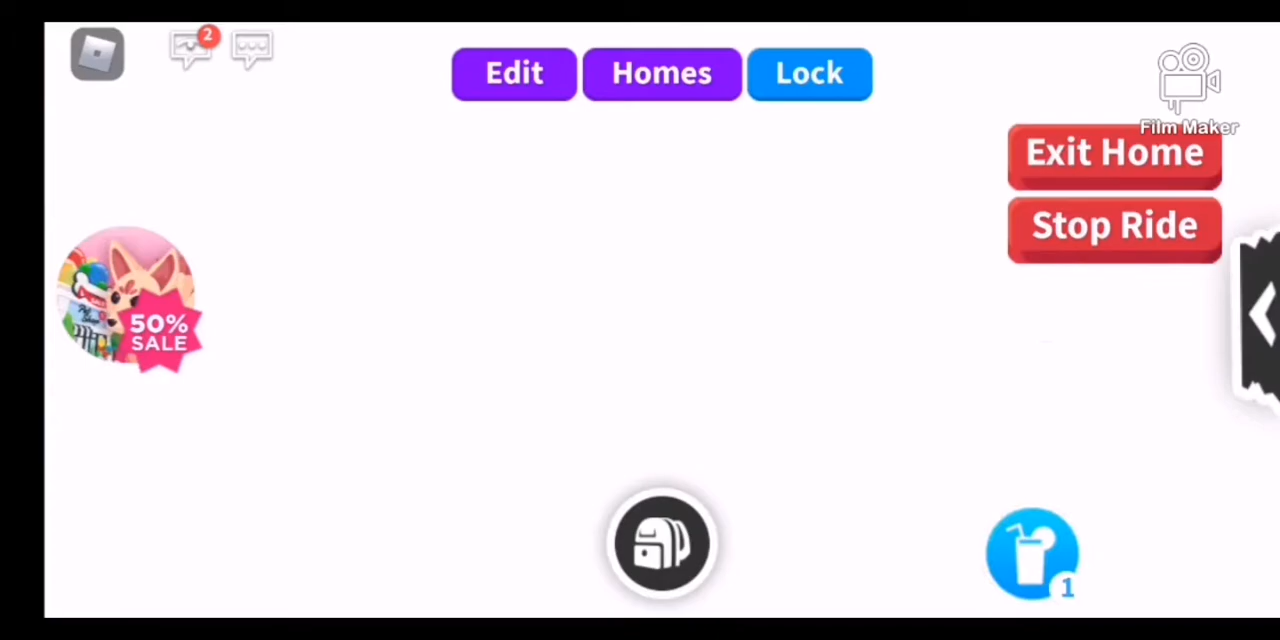 2
Edit
Homes
Lock
Film Maker
Exit Home
Stop Ride
50%
SALE
1